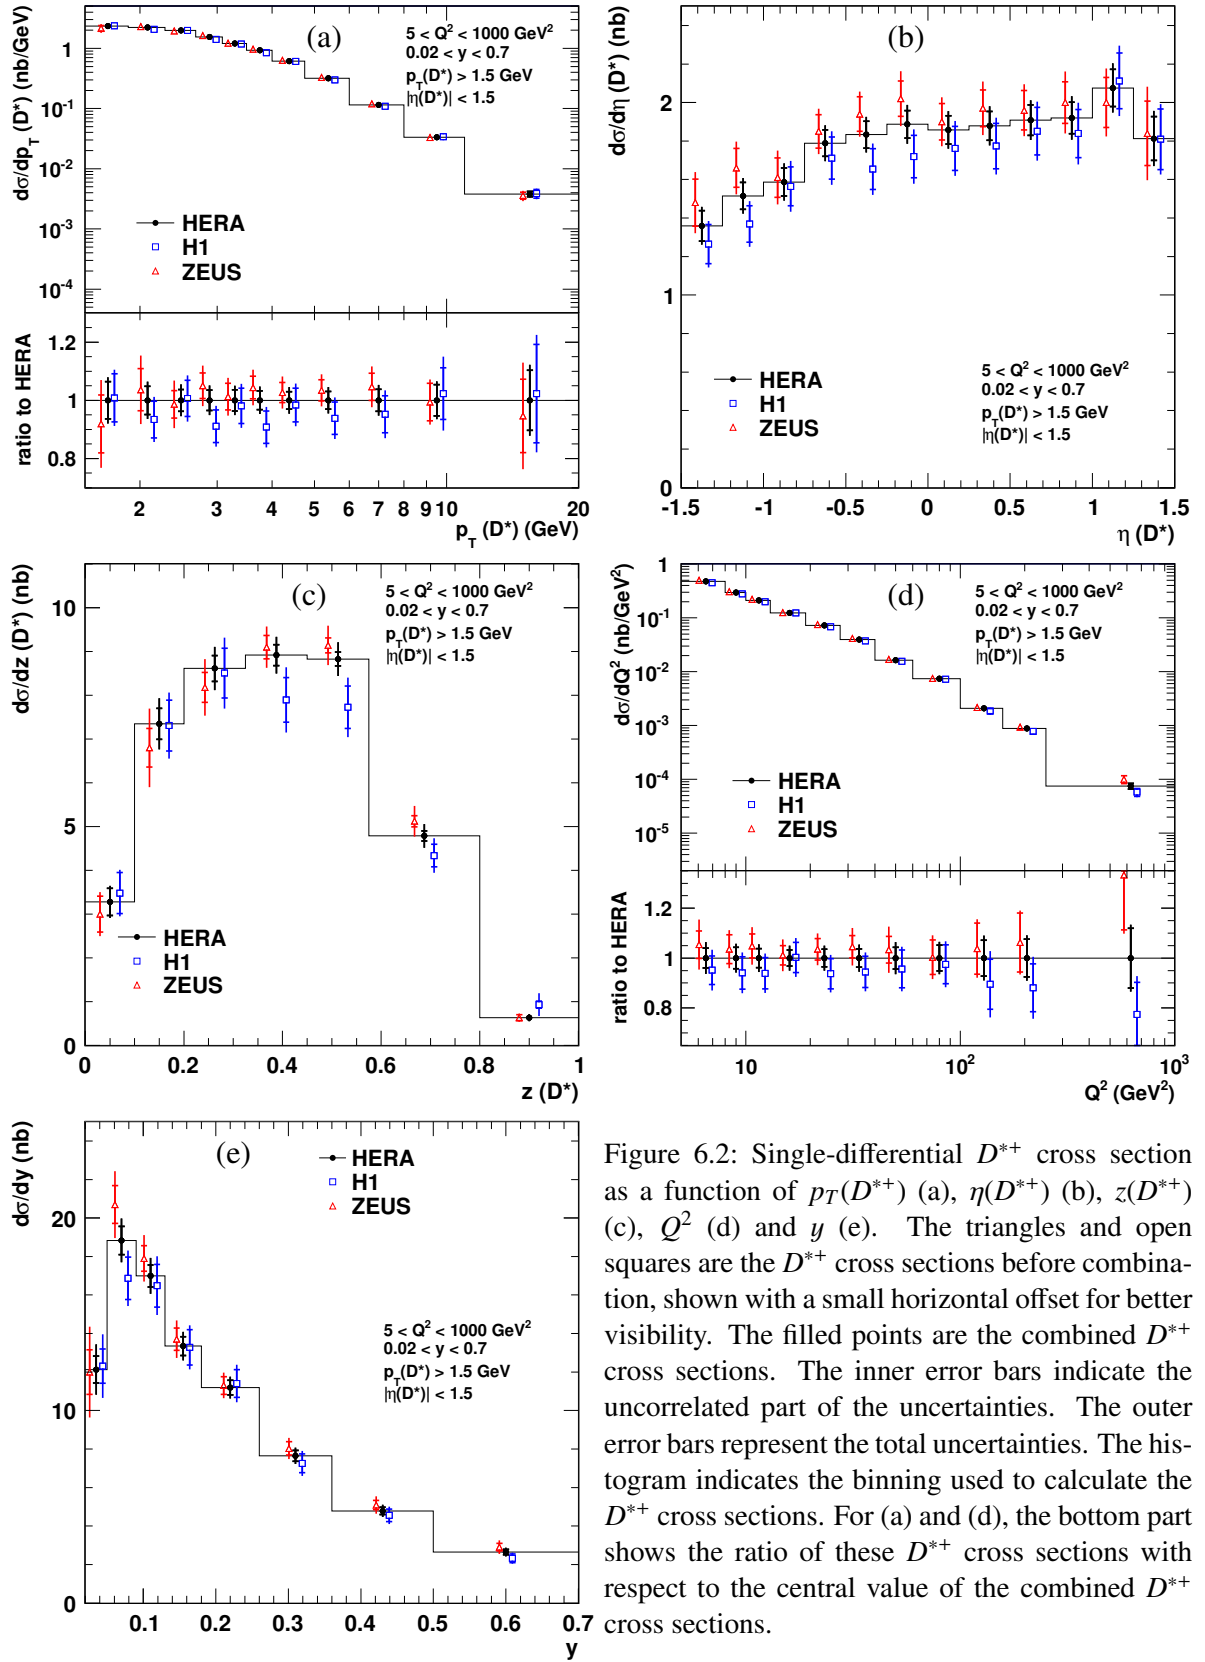 (a)
5 < Q² < 1000 GeV²
0.02 < y < 0.7
p_T(D*) > 1.5 GeV
|η(D*)| < 1.5
dσ/dp_T (D*) (nb/GeV)
1
10⁻¹
10⁻²
10⁻³
10⁻⁴
HERA
H1
ZEUS
ratio to HERA
1.2
1
0.8
2 3 4 5 6 7 8 9 10 20
p_T (D*) (GeV)
(b)
dσ/dη (D*) (nb)
2
1
0
HERA
H1
ZEUS
5 < Q² < 1000 GeV²
0.02 < y < 0.7
p_T(D*) > 1.5 GeV
|η(D*)| < 1.5
-1.5 -1 -0.5 0 0.5 1 1.5
η (D*)
(c)
5 < Q² < 1000 GeV²
0.02 < y < 0.7
p_T(D*) > 1.5 GeV
|η(D*)| < 1.5
dσ/dz (D*) (nb)
10
5
0
HERA
H1
ZEUS
0 0.2 0.4 0.6 0.8 1
z (D*)
(d)
5 < Q² < 1000 GeV²
0.02 < y < 0.7
p_T(D*) > 1.5 GeV
|η(D*)| < 1.5
dσ/dQ² (nb/GeV²)
1
10⁻¹
10⁻²
10⁻³
10⁻⁴
10⁻⁵
HERA
H1
ZEUS
ratio to HERA
1.2
1
0.8
10 10² 10³
Q² (GeV²)
(e)
HERA
H1
ZEUS
dσ/dy (nb)
20
10
0
5 < Q² < 1000 GeV²
0.02 < y < 0.7
p_T(D*) > 1.5 GeV
|η(D*)| < 1.5
0.1 0.2 0.3 0.4 0.5 0.6 0.7
y
Figure 6.2: Single-differential D*⁺ cross section
as a function of p_T(D*⁺) (a), η(D*⁺) (b), z(D*⁺)
(c), Q² (d) and y (e). The triangles and open
squares are the D*⁺ cross sections before combina-
tion, shown with a small horizontal offset for better
visibility. The filled points are the combined D*⁺
cross sections. The inner error bars indicate the
uncorrelated part of the uncertainties. The outer
error bars represent the total uncertainties. The his-
togram indicates the binning used to calculate the
D*⁺ cross sections. For (a) and (d), the bottom part
shows the ratio of these D*⁺ cross sections with
respect to the central value of the combined D*⁺
cross sections.